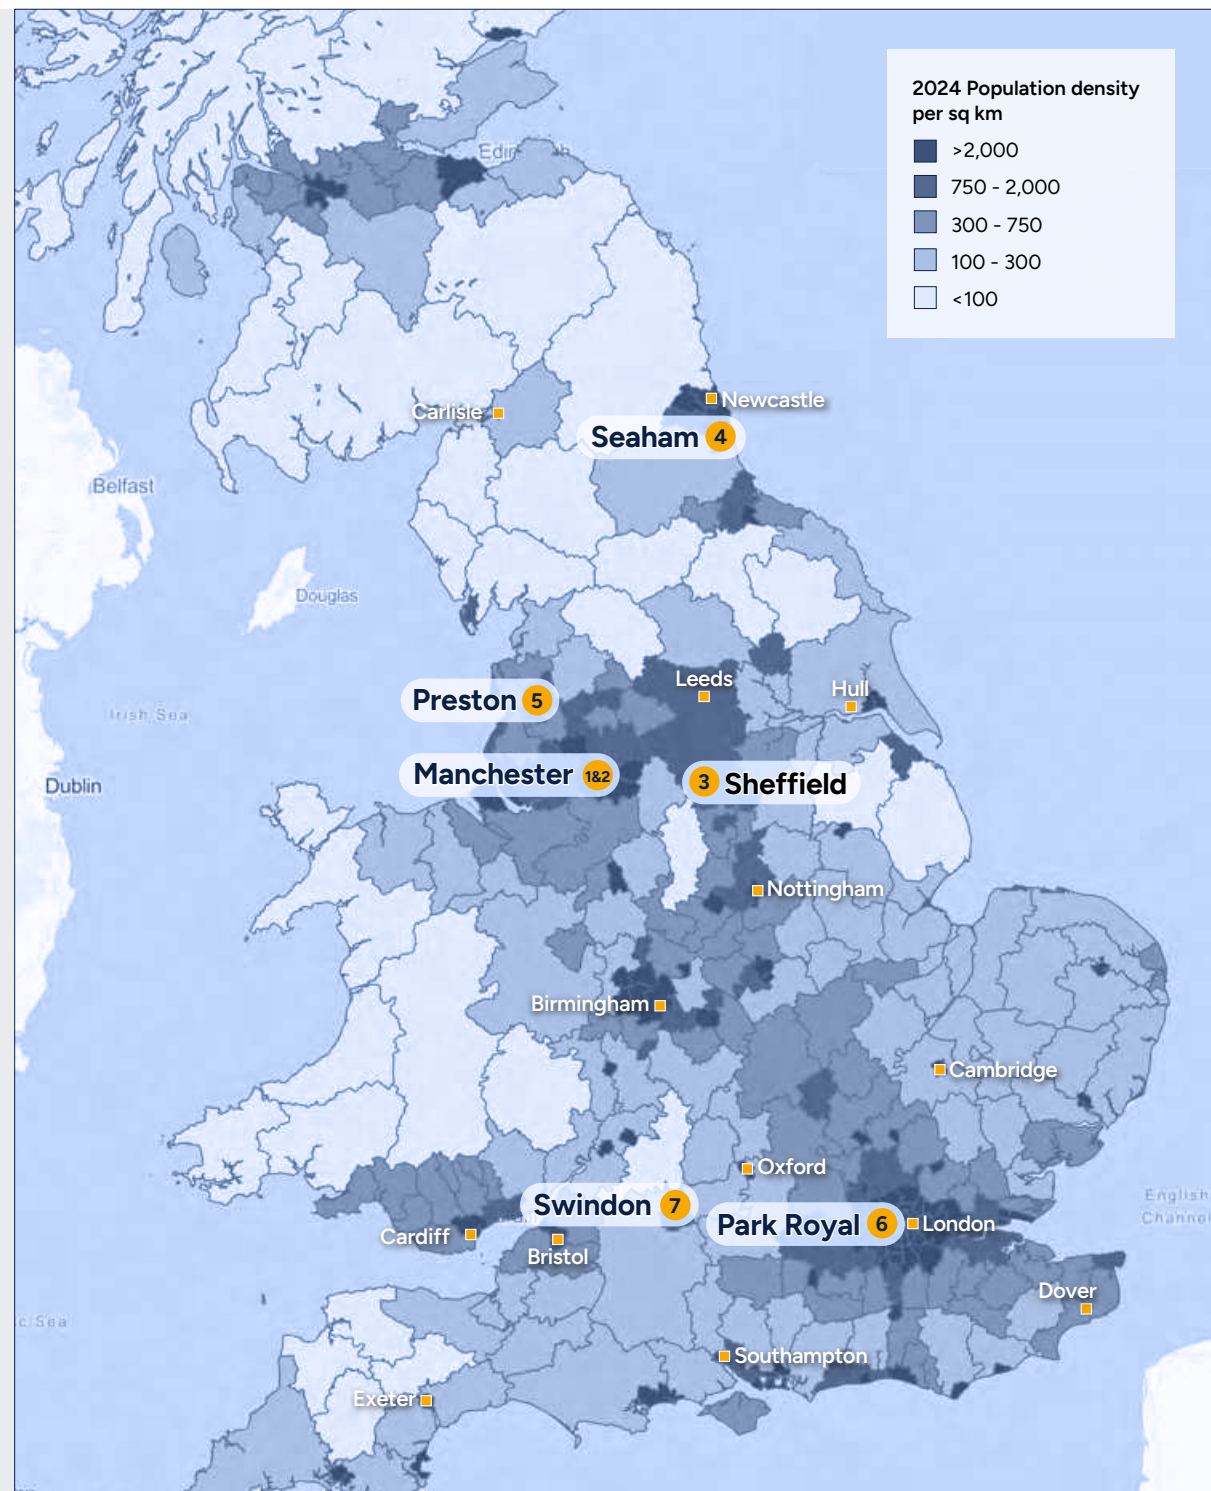 2024 Population density
per sq km
>2,000
750 - 2,000
300 - 750
100 - 300
<100
Carlisle
Newcastle
Seaham 4
Belfast
Douglas
Leeds
Preston 5
Hull
Irish Sea
Manchester 1&2
3 Sheffield
Dublin
Nottingham
Birmingham
Cambridge
Oxford
Swindon 7
English
Channel
Park Royal 6
London
Cardiff
Bristol
Dover
c Sea
Southampton
Exeter